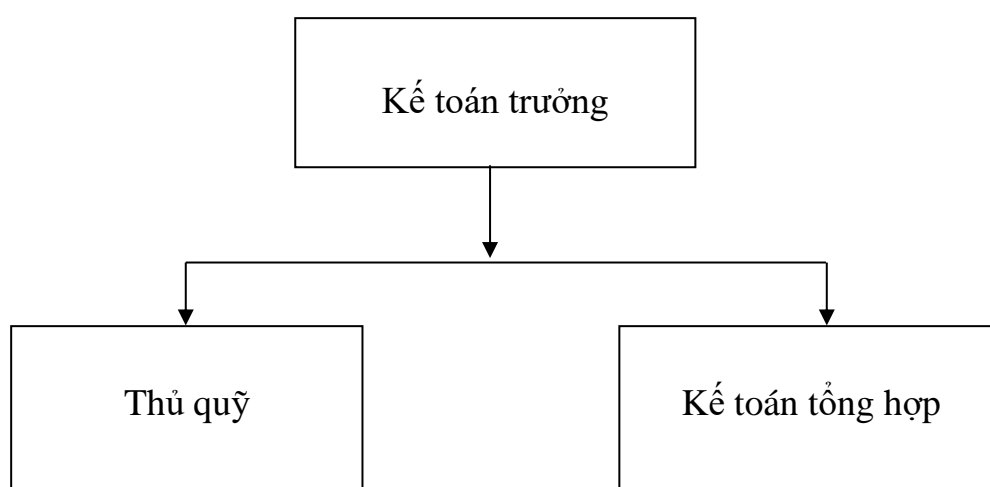 Kế toán trưởng
Thủ quỹ
Kế toán tổng hợp